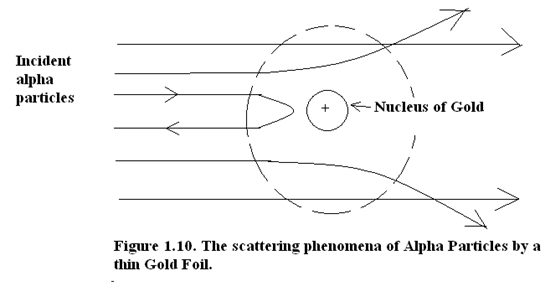 Incident
alpha
particles
+
Nucleus of Gold
Figure 1.10. The scattering phenomena of Alpha Particles by a
thin Gold Foil.